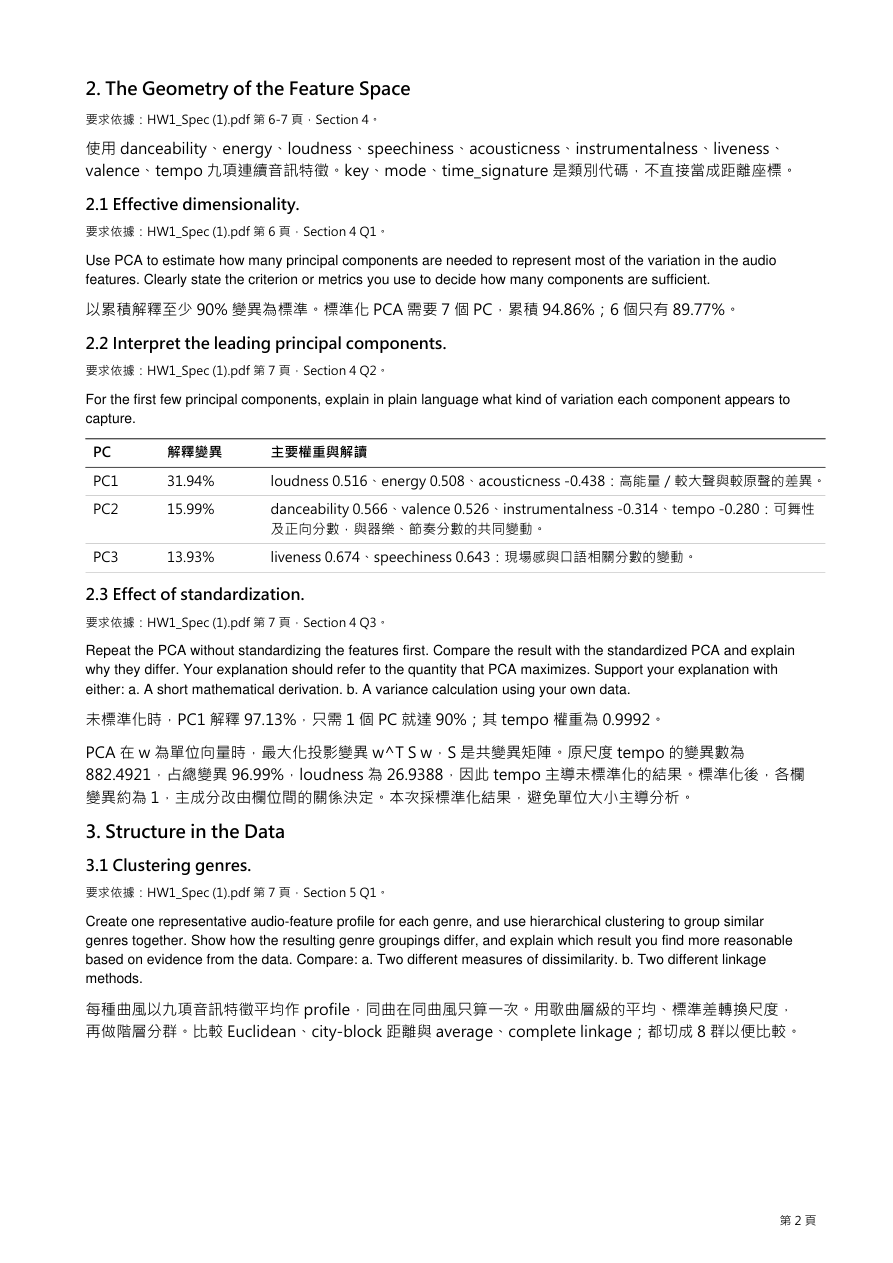 2. The Geometry of the Feature Space
要求依據：HW1_Spec (1).pdf 第 6-7 頁，Section 4。
使用 danceability、energy、loudness、speechiness、acousticness、instrumentalness、liveness、
valence、tempo 九項連續音訊特徵。key、mode、time_signature 是類別代碼，不直接當成距離座標。
2.1 Effective dimensionality.
要求依據：HW1_Spec (1).pdf 第 6 頁，Section 4 Q1。
Use PCA to estimate how many principal components are needed to represent most of the variation in the audio
features. Clearly state the criterion or metrics you use to decide how many components are sufficient.
以累積解釋至少 90% 變異為標準。標準化 PCA 需要 7 個 PC，累積 94.86%；6 個只有 89.77%。
2.2 Interpret the leading principal components.
要求依據：HW1_Spec (1).pdf 第 7 頁，Section 4 Q2。
For the first few principal components, explain in plain language what kind of variation each component appears to
capture.
PC 解釋變異 主要權重與解讀
PC1 31.94% loudness 0.516、energy 0.508、acousticness -0.438：高能量 / 較大聲與較原聲的差異。
PC2 15.99% danceability 0.566、valence 0.526、instrumentalness -0.314、tempo -0.280：可舞性
及正向分數，與器樂、節奏分數的共同變動。
PC3 13.93% liveness 0.674、speechiness 0.643：現場感與口語相關分數的變動。
2.3 Effect of standardization.
要求依據：HW1_Spec (1).pdf 第 7 頁，Section 4 Q3。
Repeat the PCA without standardizing the features first. Compare the result with the standardized PCA and explain
why they differ. Your explanation should refer to the quantity that PCA maximizes. Support your explanation with
either: a. A short mathematical derivation. b. A variance calculation using your own data.
未標準化時，PC1 解釋 97.13%，只需 1 個 PC 就達 90%；其 tempo 權重為 0.9992。
PCA 在 w 為單位向量時，最大化投影變異 w^T S w，S 是共變異矩陣。原尺度 tempo 的變異數為
882.4921，占總變異 96.99%，loudness 為 26.9388，因此 tempo 主導未標準化的結果。標準化後，各欄
變異約為 1，主成分改由欄位間的關係決定。本次採標準化結果，避免單位大小主導分析。
3. Structure in the Data
3.1 Clustering genres.
要求依據：HW1_Spec (1).pdf 第 7 頁，Section 5 Q1。
Create one representative audio-feature profile for each genre, and use hierarchical clustering to group similar
genres together. Show how the resulting genre groupings differ, and explain which result you find more reasonable
based on evidence from the data. Compare: a. Two different measures of dissimilarity. b. Two different linkage
methods.
每種曲風以九項音訊特徵平均作 profile，同曲在同曲風只算一次。用歌曲層級的平均、標準差轉換尺度，
再做階層分群。比較 Euclidean、city-block 距離與 average、complete linkage；都切成 8 群以便比較。
第 2 頁